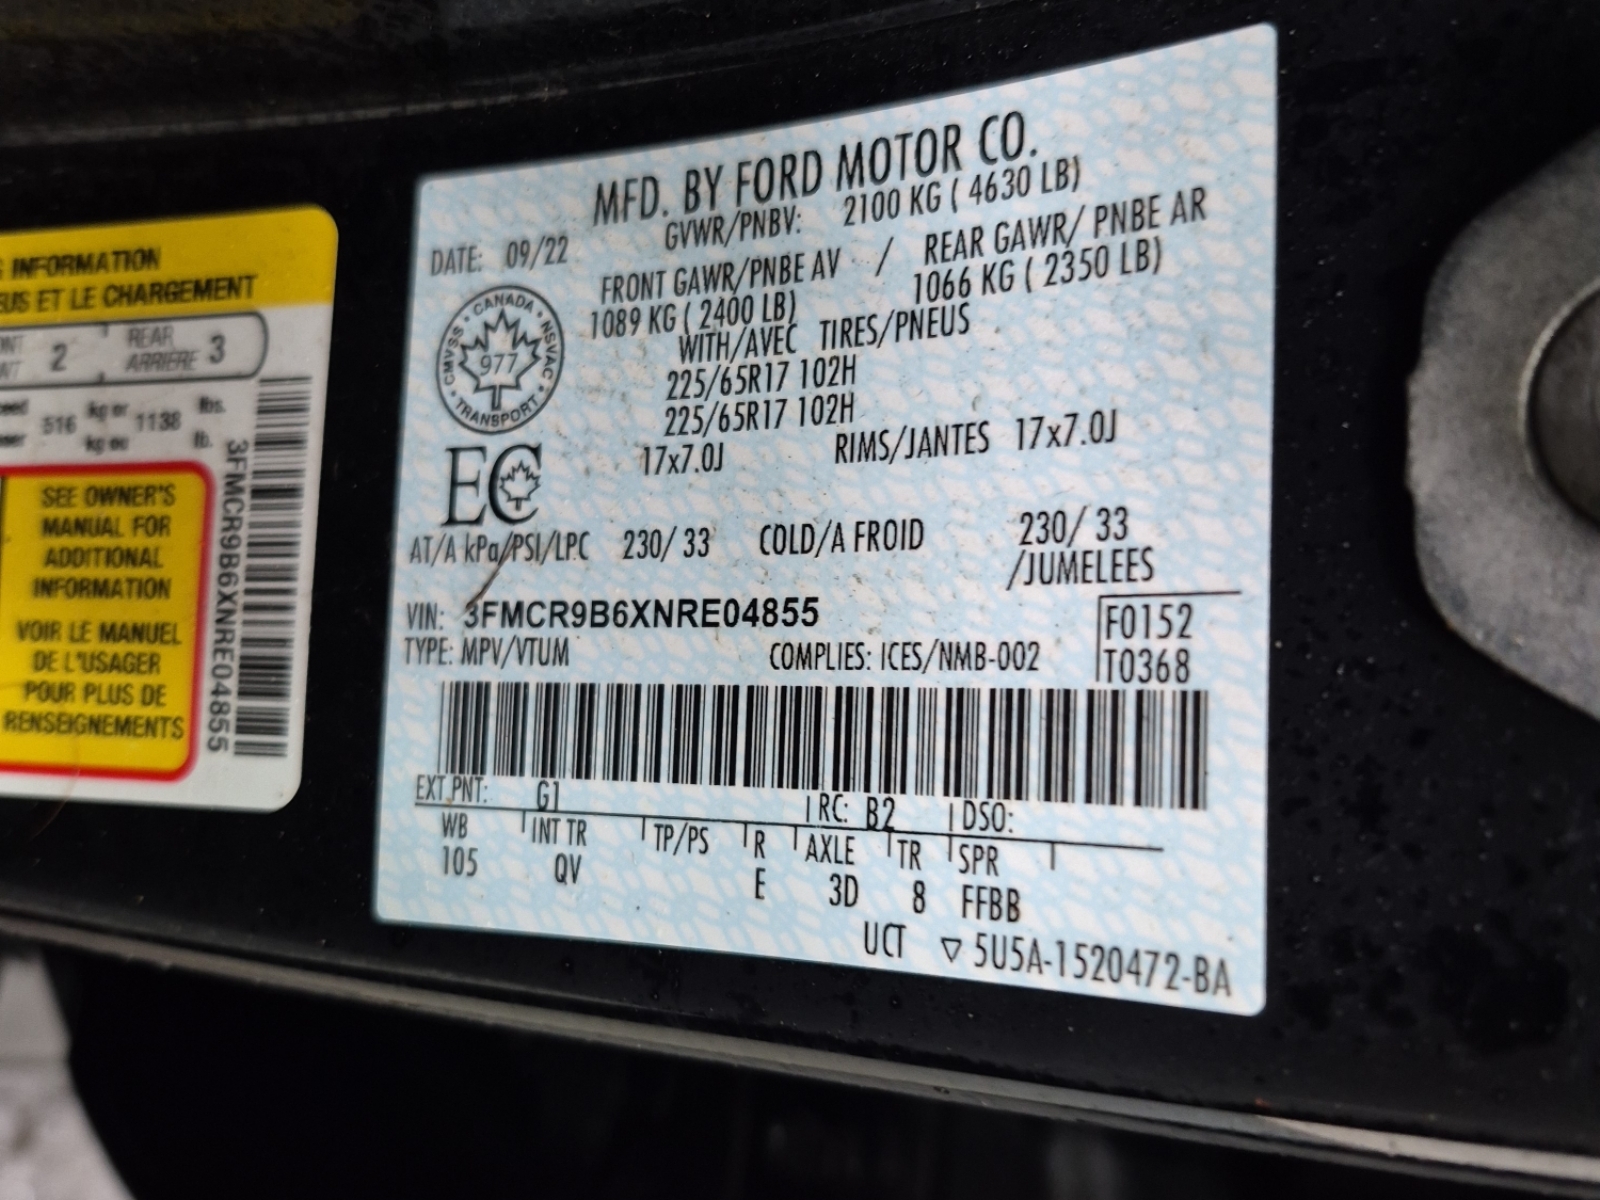 INFORMATION
ET LE CHARGEMENT
2 REAR
ARRIERE 3
516 kg or 1138 lbs.
kg ou lb.
SEE OWNER'S
MANUAL FOR
ADDITIONAL
INFORMATION
VOIR LE MANUEL
DE L'USAGER
POUR PLUS DE
RENSEIGNEMENTS
3FMCR9B6XNRE04855
MFD. BY FORD MOTOR CO.
DATE: 09/22 GVWR/PNBV: 2100 KG ( 4630 LB)
FRONT GAWR/PNBE AV / REAR GAWR/ PNBE AR
1089 KG ( 2400 LB) 1066 KG ( 2350 LB)
WITH/AVEC TIRES/PNEUS
225/65R17 102H
225/65R17 102H
17x7.0J RIMS/JANTES 17x7.0J
CANADA
CMVSS NSVAC
977
TRANSPORT
EC
AT/A kPa/PSI/LPC 230/ 33 COLD/A FROID 230/ 33
/JUMELEES
VIN: 3FMCR9B6XNRE04855 F0152
TYPE: MPV/VTUM COMPLIES: ICES/NMB-002 T0368
EXT PNT: G1 RC: B2 DSO:
WB INT TR TP/PS R AXLE TR SPR
105 QV E 3D 8 FFBB
UCT ▽ 5U5A-1520472-BA